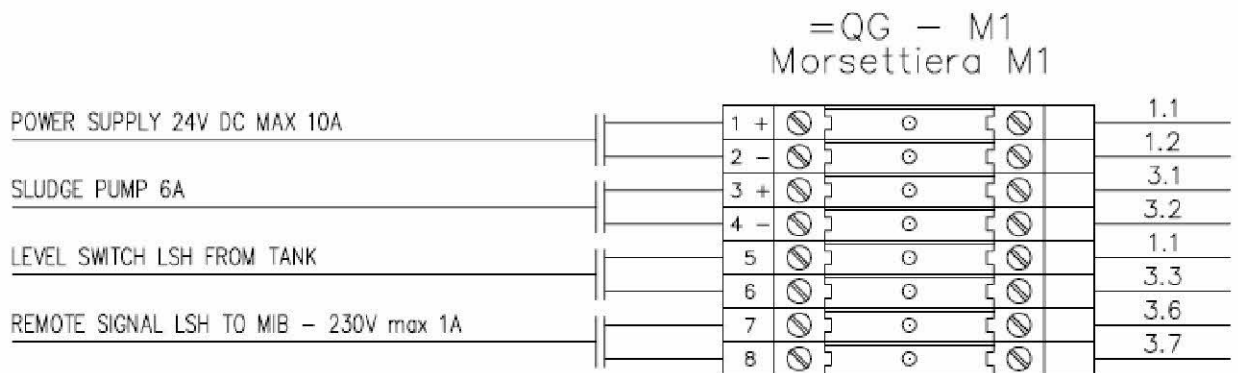 =QG - M1
Morsettiera M1
POWER SUPPLY 24V DC MAX 10A
1 +
1.1
2 -
1.2
SLUDGE PUMP 6A
3 +
3.1
4 -
3.2
LEVEL SWITCH LSH FROM TANK
5
1.1
6
3.3
REMOTE SIGNAL LSH TO MIB - 230V max 1A
7
3.6
8
3.7